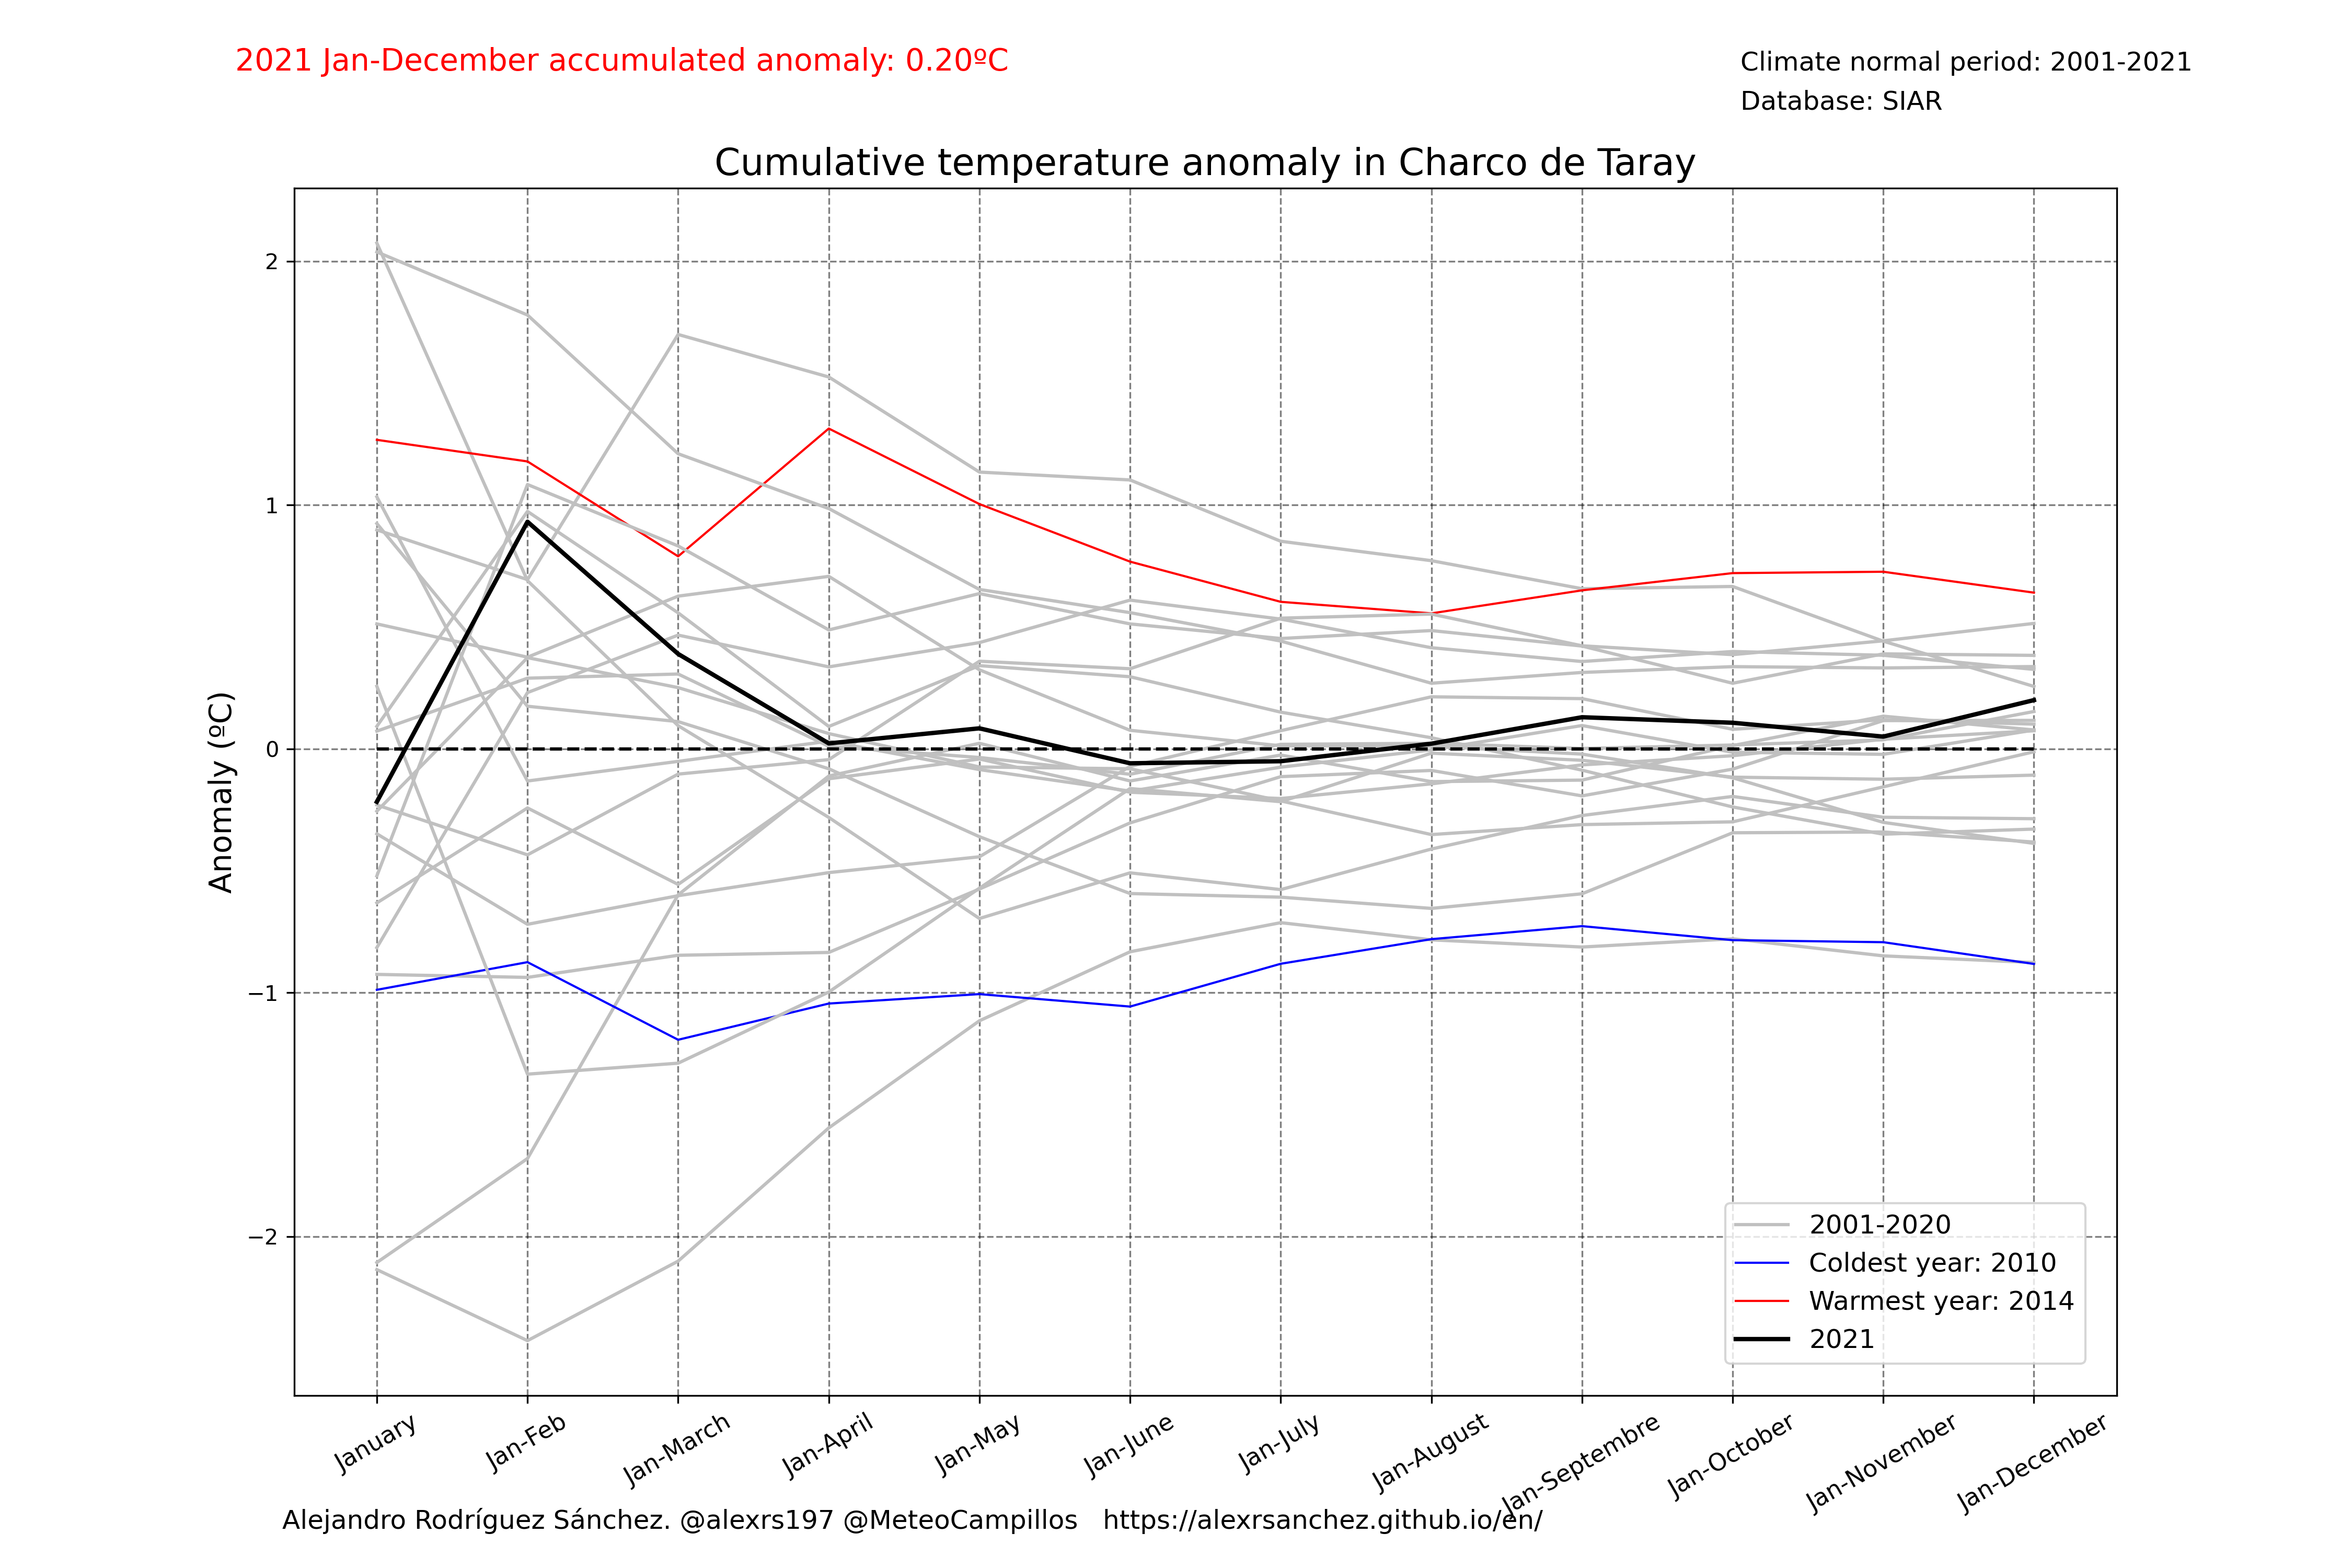 2021 Jan-December accumulated anomaly: 0.20ºC
Climate normal period: 2001-2021
Database: SIAR
Cumulative temperature anomaly in Charco de Taray
Anomaly (ºC)
2
1
0
−1
−2
2001-2020
Coldest year: 2010
Warmest year: 2014
2021
January
Jan-Feb
Jan-March
Jan-April
Jan-May
Jan-June
Jan-July
Jan-August
Jan-Septembre
Jan-October
Jan-November
Jan-December
Alejandro Rodríguez Sánchez. @alexrs197 @MeteoCampillos   https://alexrsanchez.github.io/en/